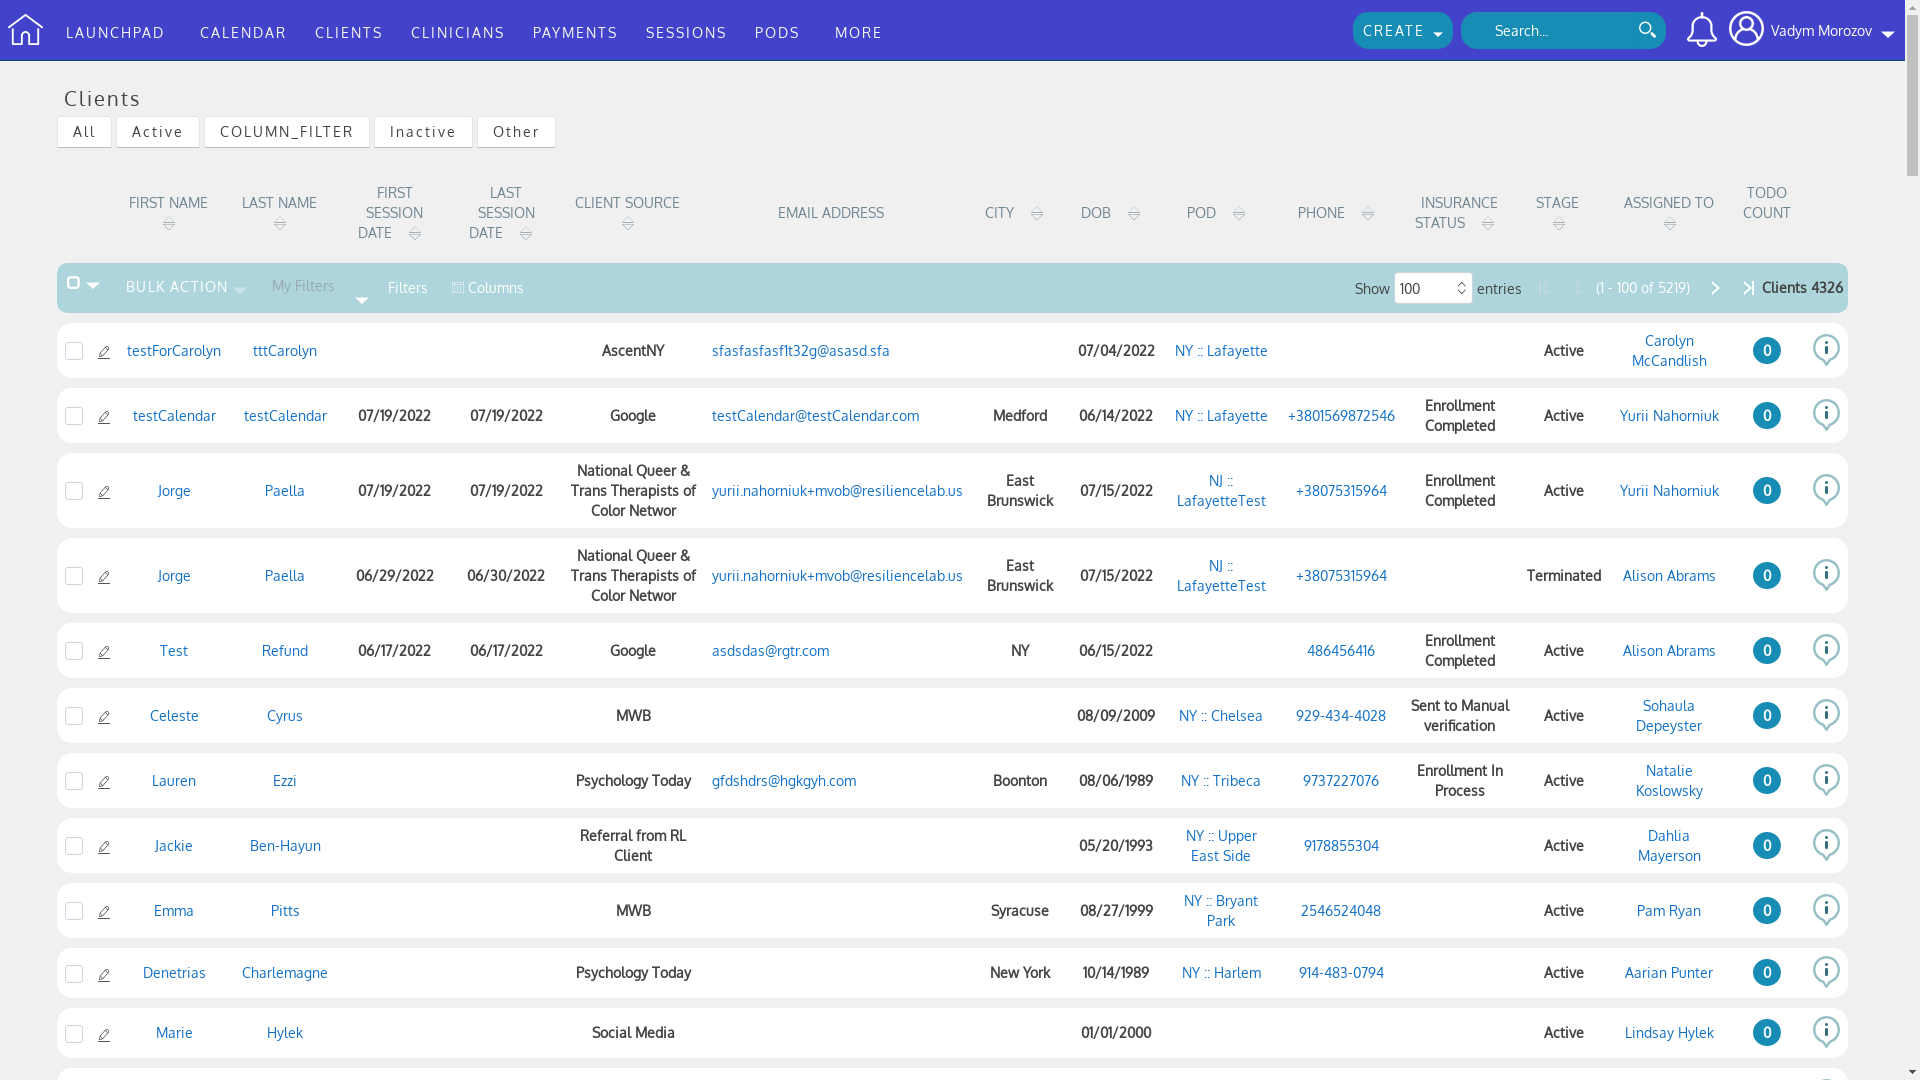 LAUNCHPAD CALENDAR CLIENTS CLINICIANS PAYMENTS SESSIONS PODS MORE CREATE Search... Vadym Morozov
Clients
All Active COLUMN_FILTER Inactive Other
FIRST NAME LAST NAME FIRST SESSION DATE LAST SESSION DATE CLIENT SOURCE EMAIL ADDRESS CITY DOB POD PHONE INSURANCE STATUS STAGE ASSIGNED TO TODO COUNT
BULK ACTION My Filters Filters Columns Show 100 entries (1 - 100 of 5219) Clients 4326
testForCarolyn tttCarolyn AscentNY sfasfasfasf1t32g@asasd.sfa 07/04/2022 NY :: Lafayette Active Carolyn McCandlish 0
testCalendar testCalendar 07/19/2022 07/19/2022 Google testCalendar@testCalendar.com Medford 06/14/2022 NY :: Lafayette +3801569872546 Enrollment Completed Active Yurii Nahorniuk 0
Jorge Paella 07/19/2022 07/19/2022 National Queer & Trans Therapists of Color Networ yurii.nahorniuk+mvob@resiliencelab.us East Brunswick 07/15/2022 NJ :: LafayetteTest +38075315964 Enrollment Completed Active Yurii Nahorniuk 0
Jorge Paella 06/29/2022 06/30/2022 National Queer & Trans Therapists of Color Networ yurii.nahorniuk+mvob@resiliencelab.us East Brunswick 07/15/2022 NJ :: LafayetteTest +38075315964 Terminated Alison Abrams 0
Test Refund 06/17/2022 06/17/2022 Google asdsdas@rgtr.com NY 06/15/2022 486456416 Enrollment Completed Active Alison Abrams 0
Celeste Cyrus MWB 08/09/2009 NY :: Chelsea 929-434-4028 Sent to Manual verification Active Sohaula Depeyster 0
Lauren Ezzi Psychology Today gfdshdrs@hgkgyh.com Boonton 08/06/1989 NY :: Tribeca 9737227076 Enrollment In Process Active Natalie Koslowsky 0
Jackie Ben-Hayun Referral from RL Client 05/20/1993 NY :: Upper East Side 9178855304 Active Dahlia Mayerson 0
Emma Pitts MWB Syracuse 08/27/1999 NY :: Bryant Park 2546524048 Active Pam Ryan 0
Denetrias Charlemagne Psychology Today New York 10/14/1989 NY :: Harlem 914-483-0794 Active Aarian Punter 0
Marie Hylek Social Media 01/01/2000 Active Lindsay Hylek 0